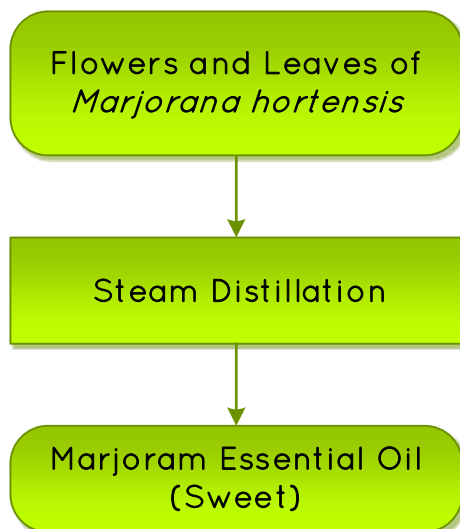 Flowers and Leaves of
Marjorana hortensis
Steam Distillation
Marjoram Essential Oil
(Sweet)